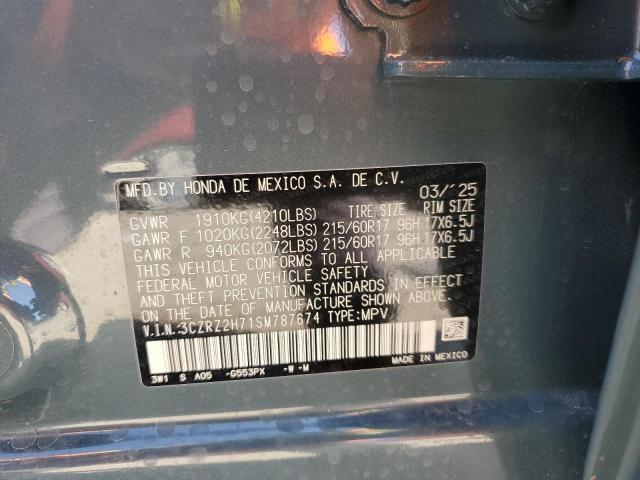 MFD.BY HONDA DE MEXICO S.A. DE C.V. 03/'25
GVWR 1910KG(4210LBS) TIRE SIZE RIM SIZE
GAWR F 1020KG(2248LBS) 215/60R17 96H 17X6.5J
GAWR R 940KG(2072LBS) 215/60R17 96H 17X6.5J
THIS VEHICLE CONFORMS TO ALL APPLICABLE
FEDERAL MOTOR VEHICLE SAFETY
AND THEFT PREVENTION STANDARDS IN EFFECT
ON THE DATE OF MANUFACTURE SHOWN ABOVE.
V.I.N.:3CZRZ2H71SM787674 TYPE:MPV
3W1 S A05 -G553PX -W -M
MADE IN MEXICO